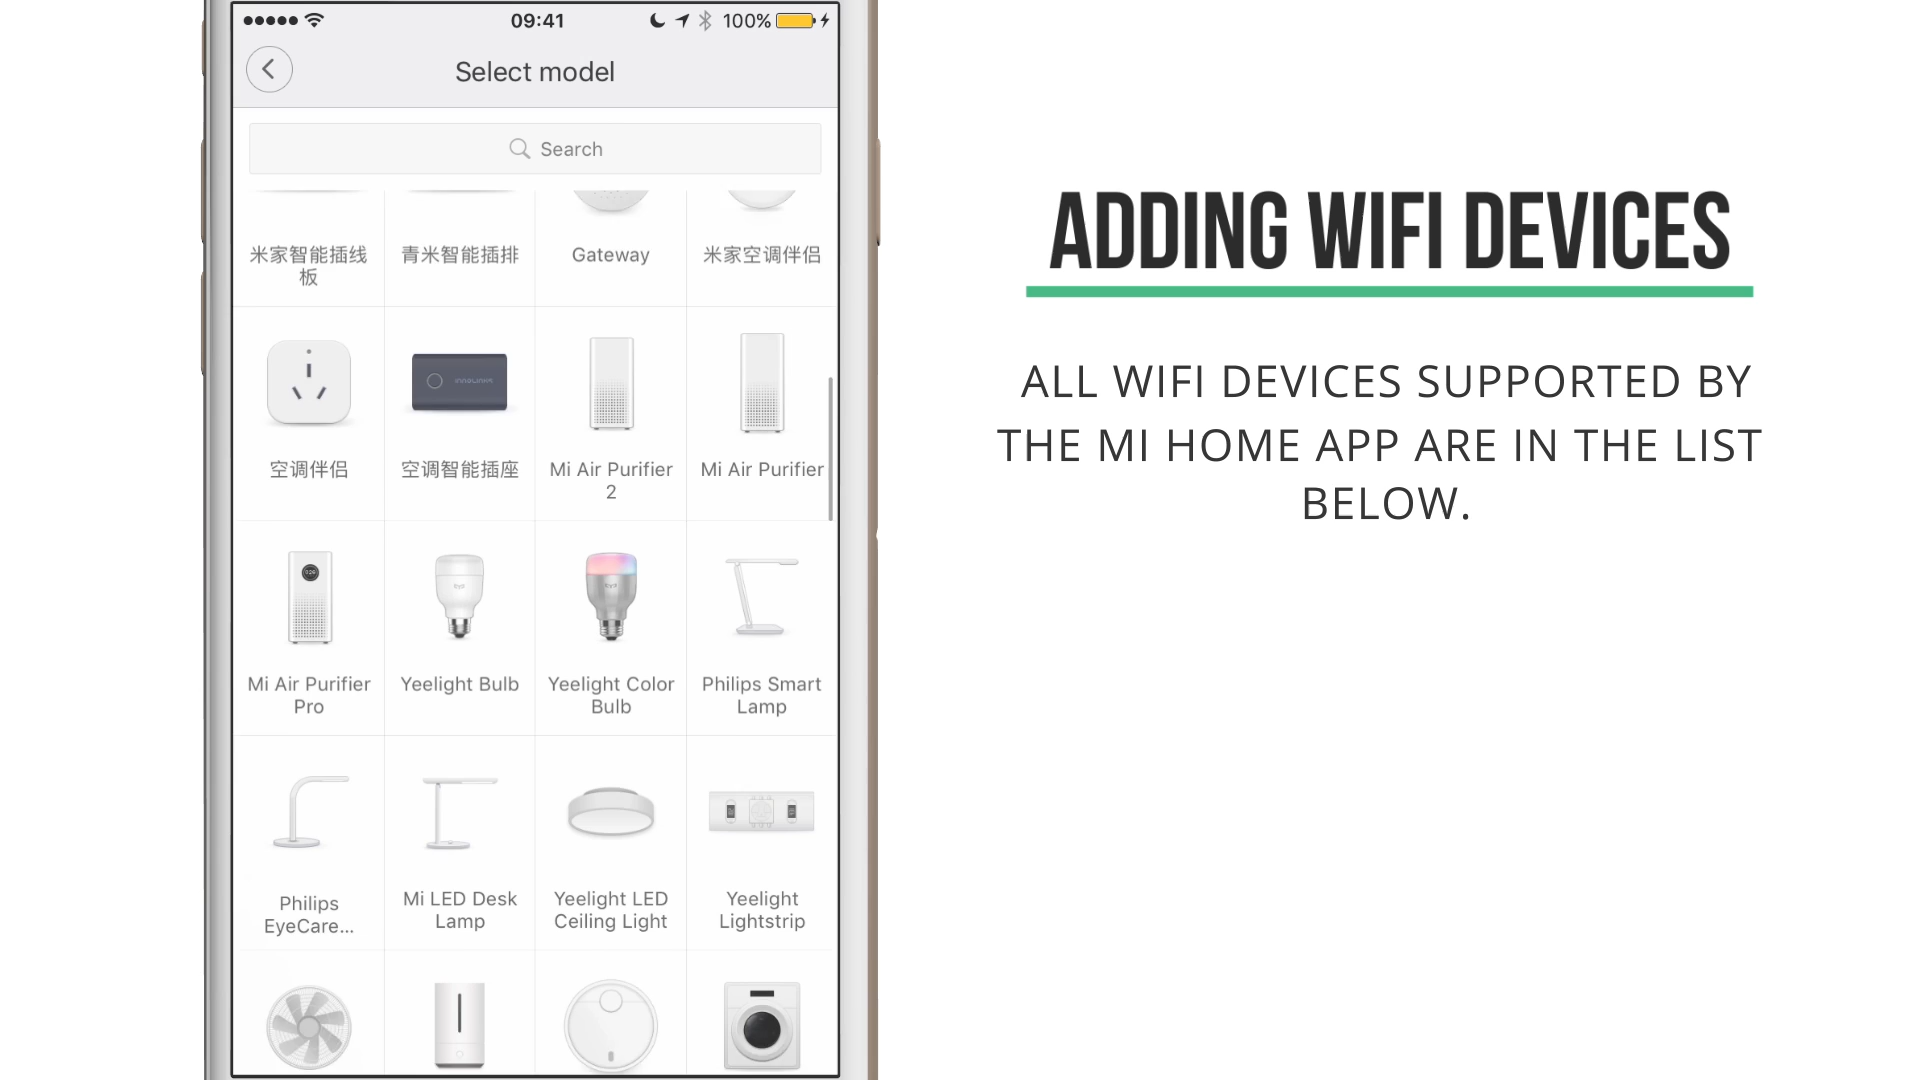 09:41
100%
Select model
Search
米家智能插线
板
青米智能插排
Gateway
米家空调伴侣
空调伴侣
空调智能插座
Mi Air Purifier
2
Mi Air Purifier
Mi Air Purifier
Pro
Yeelight Bulb
Yeelight Color
Bulb
Philips Smart
Lamp
Philips
EyeCare...
Mi LED Desk
Lamp
Yeelight LED
Ceiling Light
Yeelight
Lightstrip
ADDING WIFI DEVICES
ALL WIFI DEVICES SUPPORTED BY
THE MI HOME APP ARE IN THE LIST
BELOW.